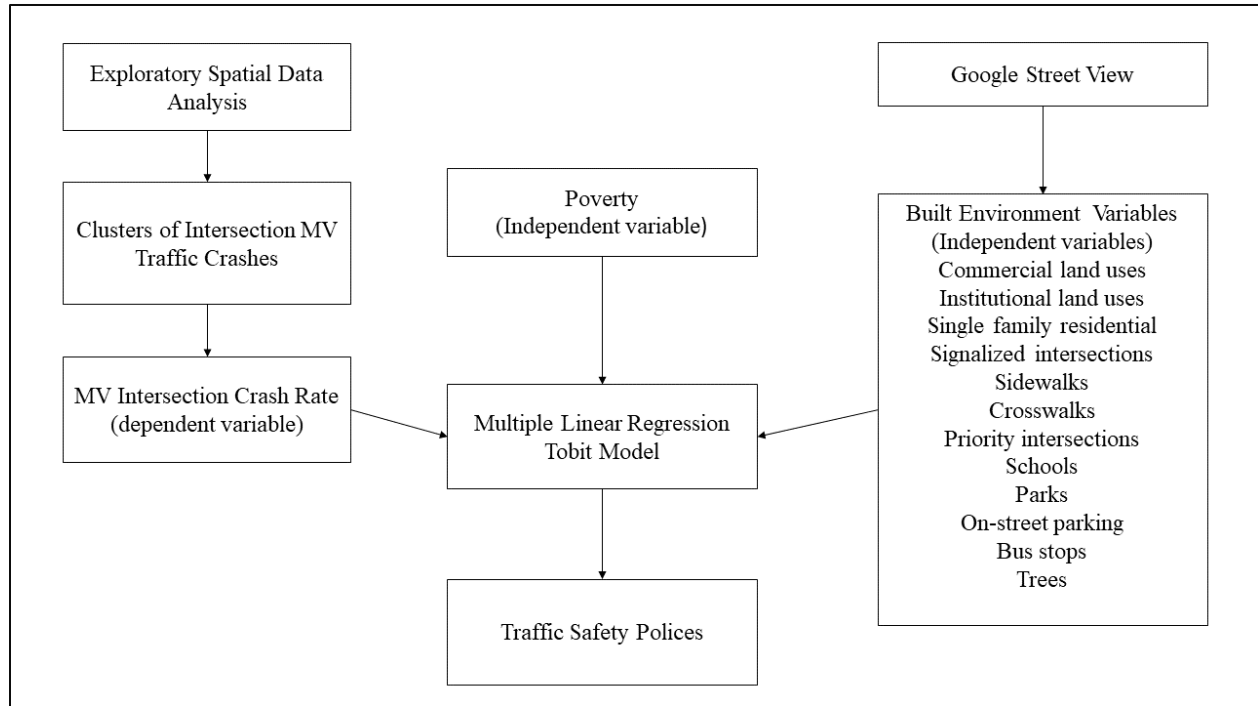 Exploratory Spatial Data
Analysis
Clusters of Intersection MV
Traffic Crashes
MV Intersection Crash Rate
(dependent variable)
Poverty
(Independent variable)
Multiple Linear Regression
Tobit Model
Traffic Safety Polices
Google Street View
Built Environment Variables
(Independent variables)
Commercial land uses
Institutional land uses
Single family residential
Signalized intersections
Sidewalks
Crosswalks
Priority intersections
Schools
Parks
On-street parking
Bus stops
Trees